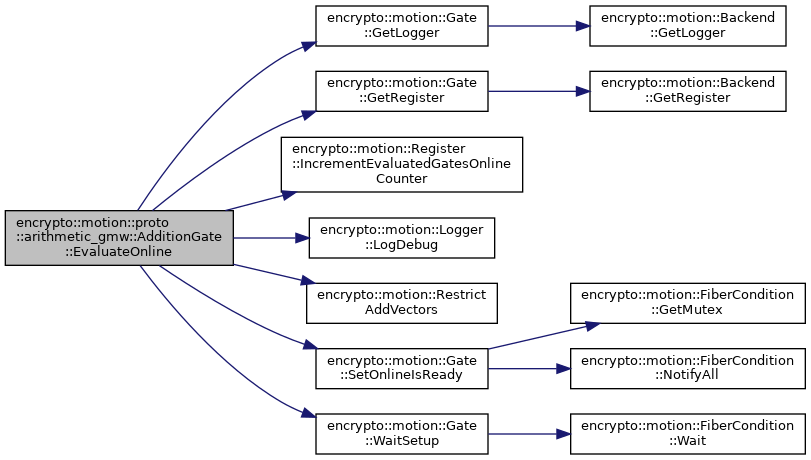 encrypto::motion::proto
::arithmetic_gmw::AdditionGate
::EvaluateOnline
encrypto::motion::Gate
::GetLogger
encrypto::motion::Backend
::GetLogger
encrypto::motion::Gate
::GetRegister
encrypto::motion::Backend
::GetRegister
encrypto::motion::Register
::IncrementEvaluatedGatesOnline
Counter
encrypto::motion::Logger
::LogDebug
encrypto::motion::Restrict
AddVectors
encrypto::motion::Gate
::SetOnlineIsReady
encrypto::motion::FiberCondition
::GetMutex
encrypto::motion::FiberCondition
::NotifyAll
encrypto::motion::Gate
::WaitSetup
encrypto::motion::FiberCondition
::Wait